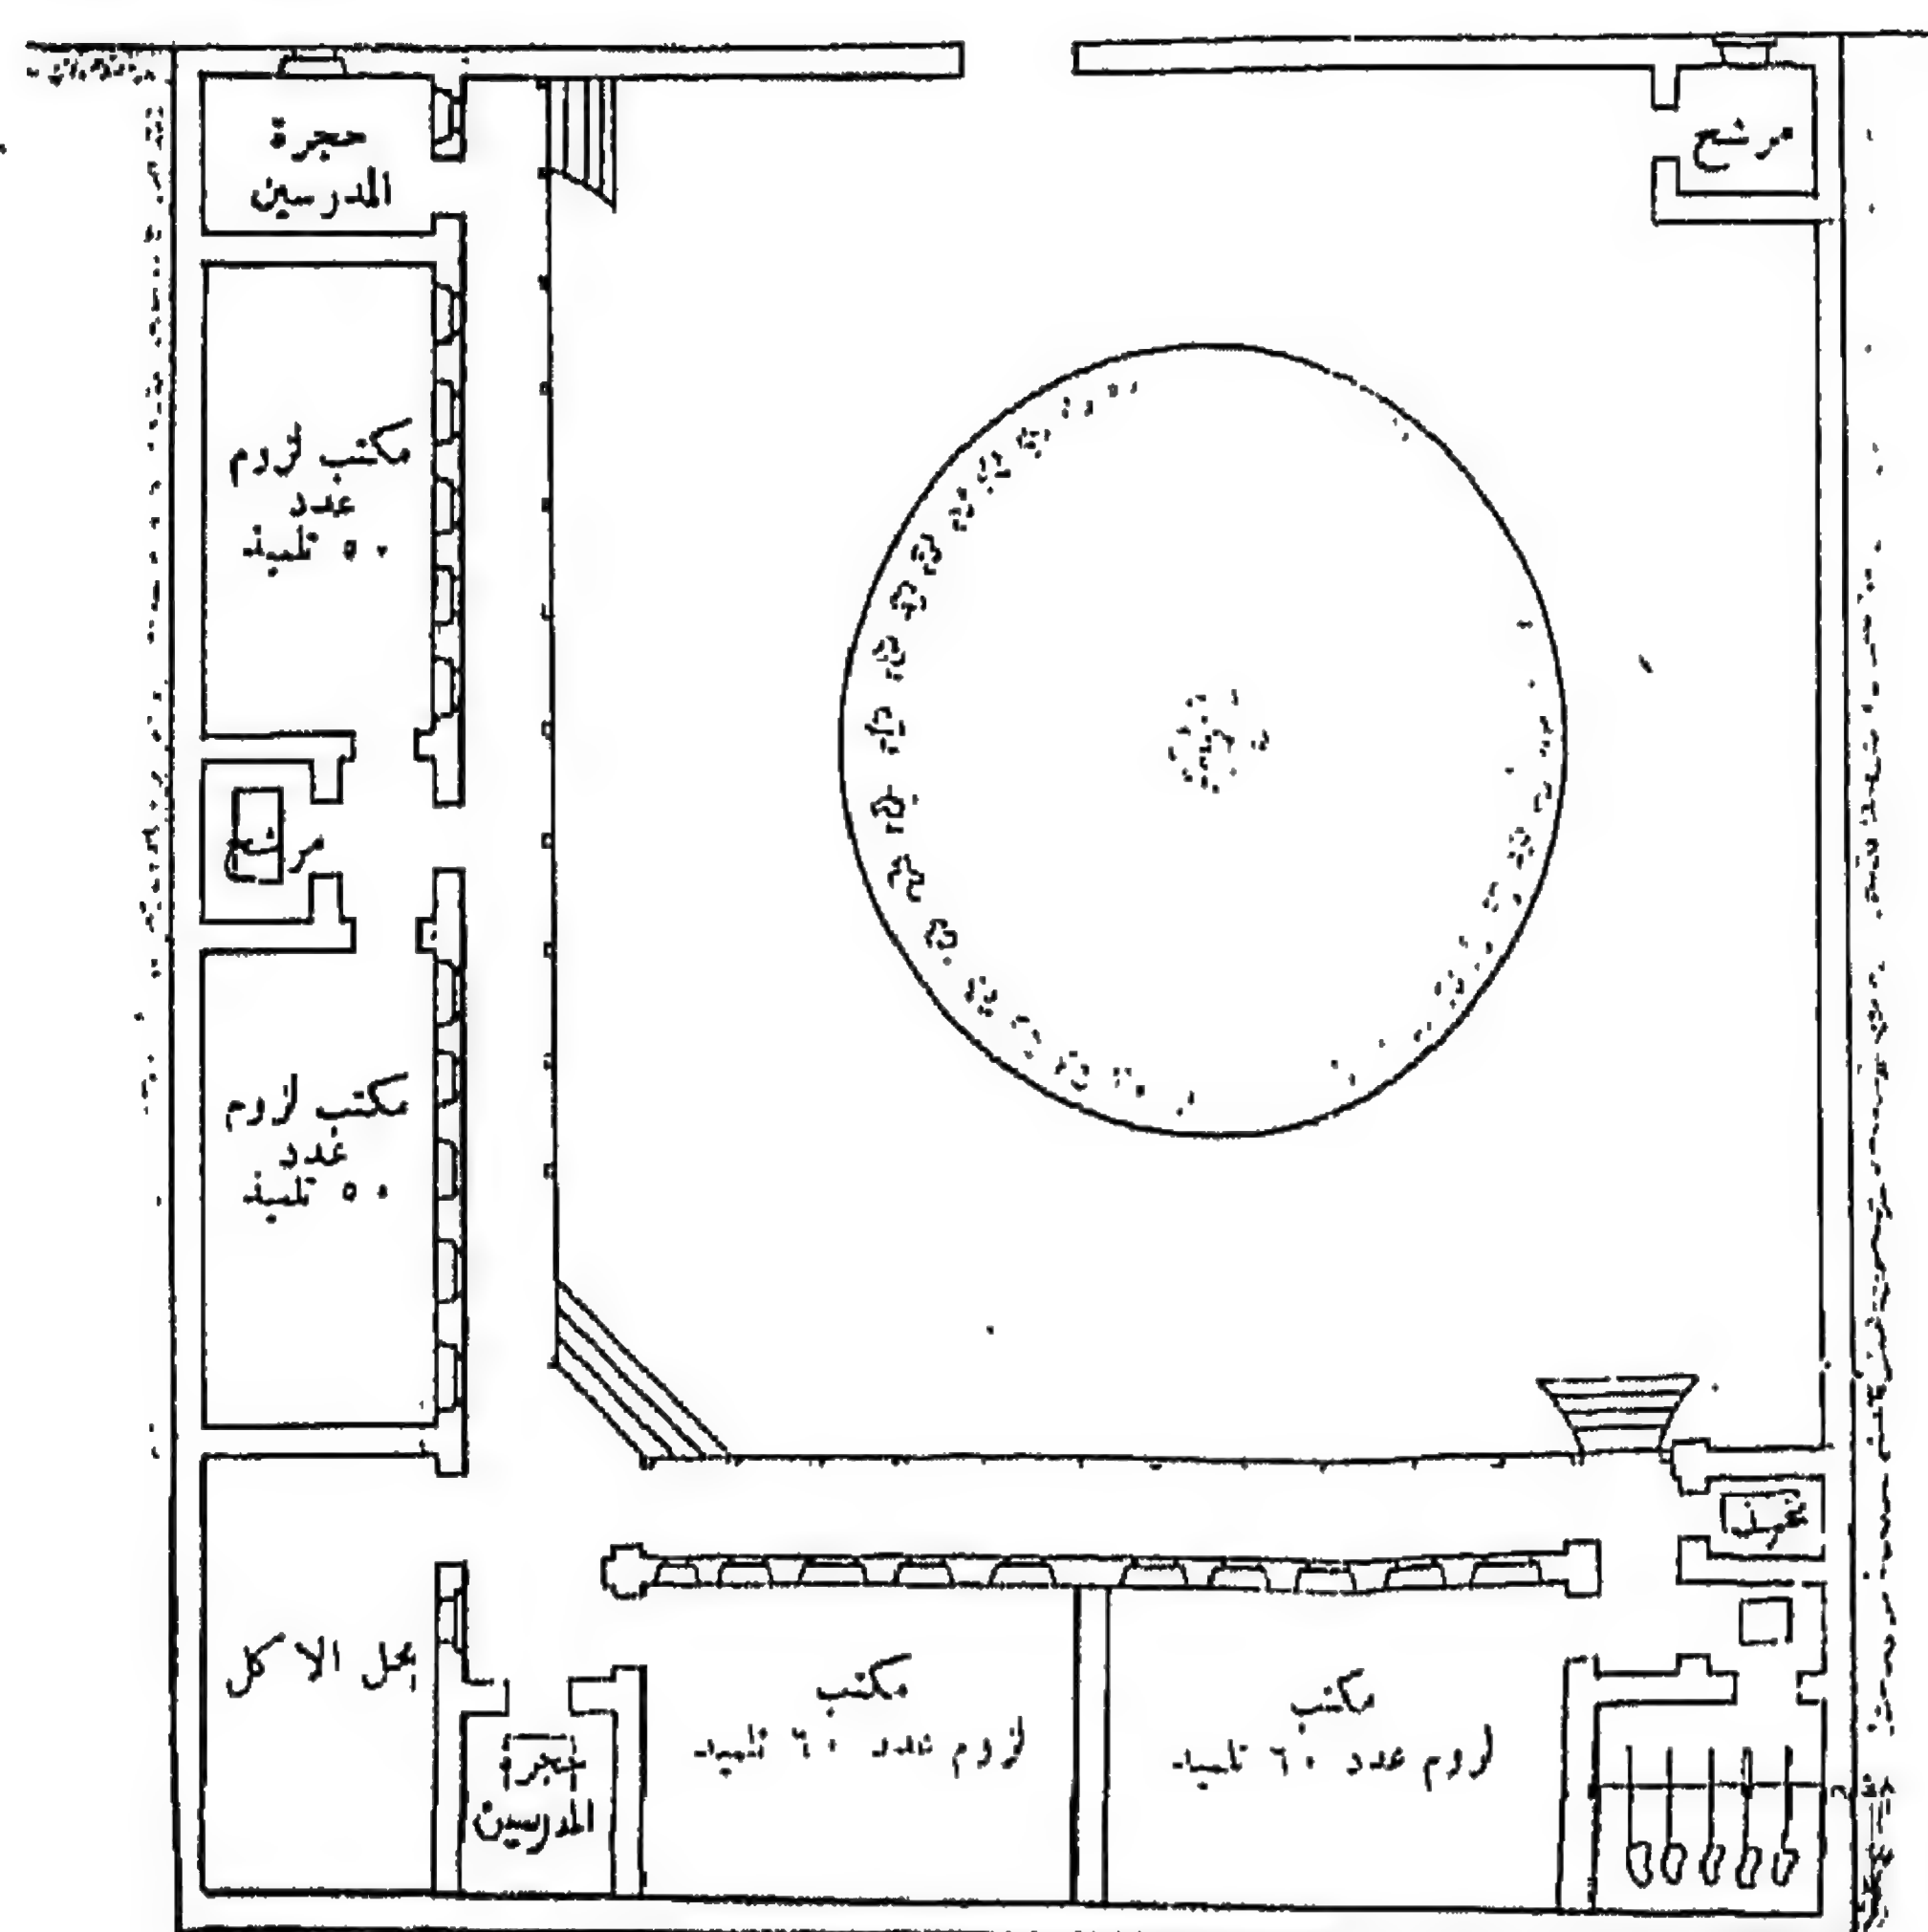 حجرة
المدرسين
مرشح
مكتب لزوم
عدد
٥٠ تلميذ
مرشح
مكتب لزوم
عدد
٥٠ تلميذ
محل الاكل
حجرة
المدرسين
مكتب
لزوم عدد ٦٠ تلميذ
مكتب
لزوم عدد ٦٠ تلميذ